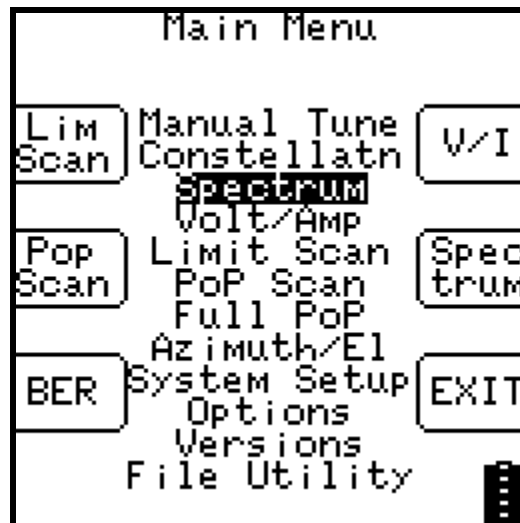 Main Menu
Lim
Scan
Manual Tune
Constellatn
Spectrum
Volt/Amp
Limit Scan
PoP Scan
Full PoP
Azimuth/El
System Setup
Options
Versions
File Utility
Pop
Scan
BER
V/I
Spec
trum
EXIT